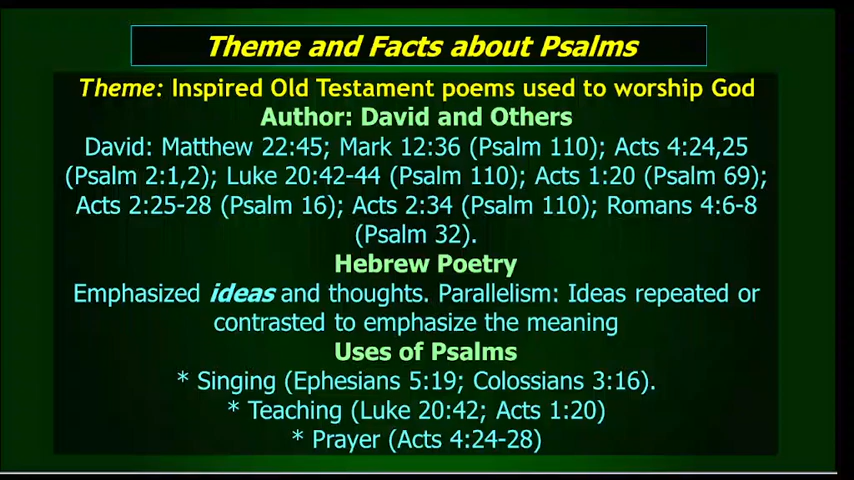 Theme and Facts about Psalms
Theme: Inspired Old Testament poems used to worship God
Author: David and Others
David: Matthew 22:45; Mark 12:36 (Psalm 110); Acts 4:24,25
(Psalm 2:1,2); Luke 20:42-44 (Psalm 110); Acts 1:20 (Psalm 69);
Acts 2:25-28 (Psalm 16); Acts 2:34 (Psalm 110); Romans 4:6-8
(Psalm 32).
Hebrew Poetry
Emphasized ideas and thoughts. Parallelism: Ideas repeated or
contrasted to emphasize the meaning
Uses of Psalms
* Singing (Ephesians 5:19; Colossians 3:16).
* Teaching (Luke 20:42; Acts 1:20)
* Prayer (Acts 4:24-28)